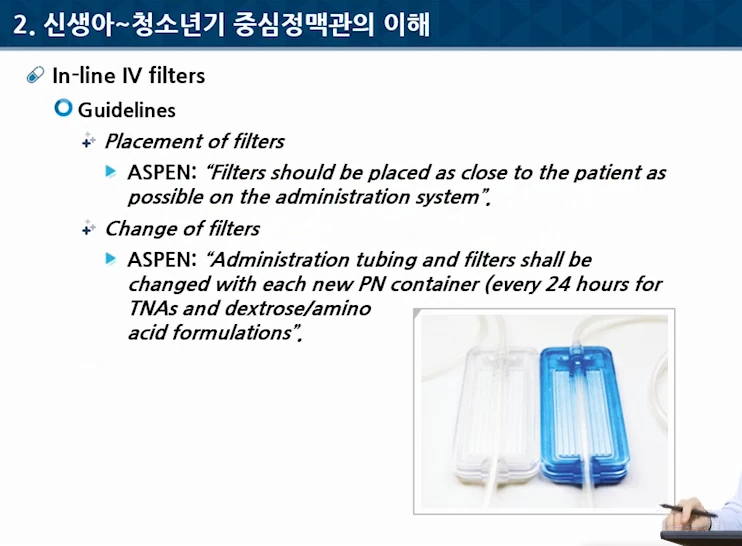 2. 신생아~청소년기 중심정맥관의 이해
In-line IV filters
Guidelines
Placement of filters
ASPEN: “Filters should be placed as close to the patient as
possible on the administration system”.
Change of filters
ASPEN: “Administration tubing and filters shall be
changed with each new PN container (every 24 hours for
TNAs and dextrose/amino
acid formulations”.